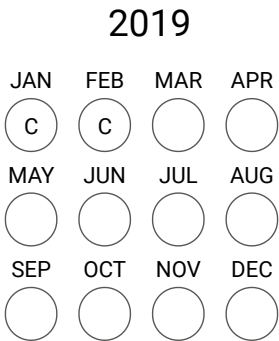 2019
JAN FEB MAR APR
C C
MAY JUN JUL AUG
SEP OCT NOV DEC